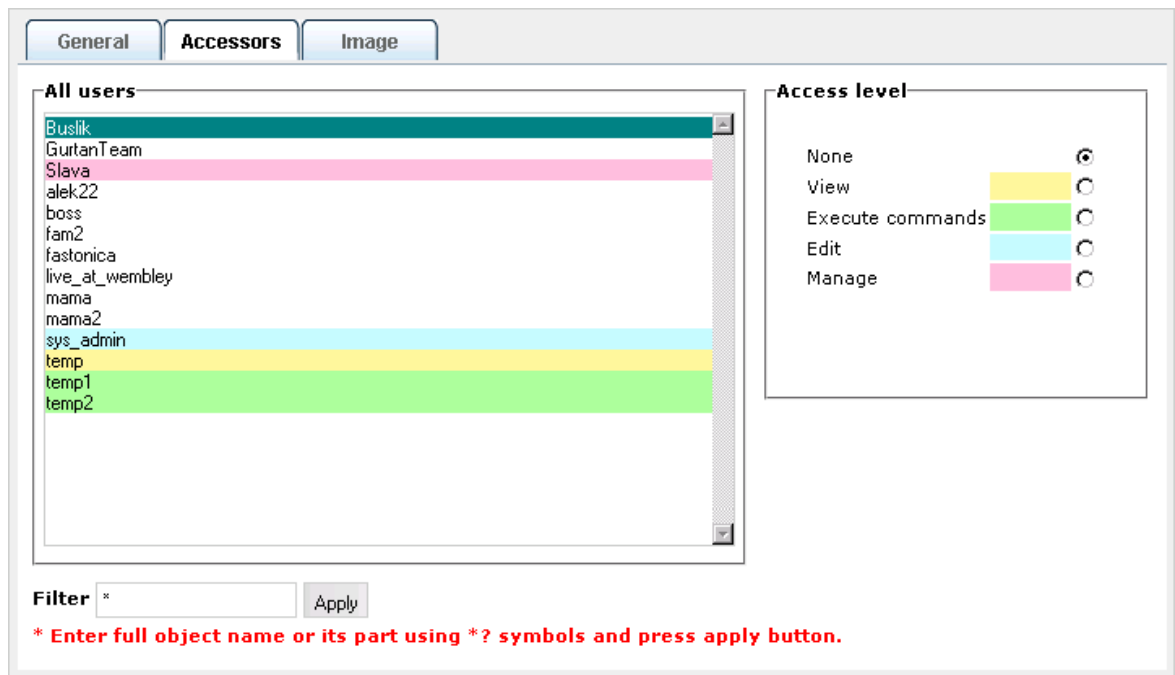 General Accessors Image
All users
Buslik
GurtanTeam
Slava
alek22
boss
fam2
fastonica
live_at_wembley
mama
mama2
sys_admin
temp
temp1
temp2
Access level
None
View
Execute commands
Edit
Manage
Filter * Apply
* Enter full object name or its part using *? symbols and press apply button.